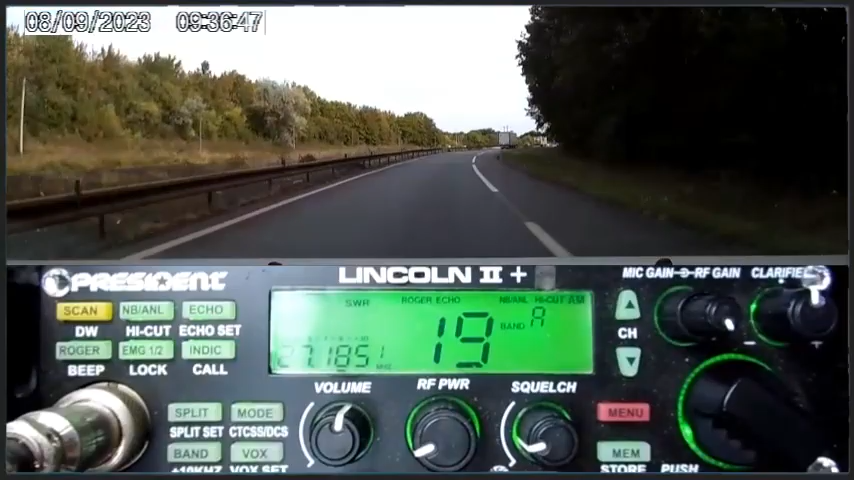 08/09/2023 09:36:47
PRESIDENT LINCOLN II + MIC GAIN RF GAIN CLARIFIER
SCAN NB/ANL ECHO
SWR ROGER ECHO NB/ANL HI-CUT AM
DW HI-CUT ECHO SET
19 BAND A
CH
ROGER EMG 1/2 INDIC
27.1851 MHz
BEEP LOCK CALL
VOLUME RF PWR SQUELCH
SPLIT MODE
MENU
SPLIT SET CTCSS/DCS
BAND VOX
MEM
+10KHZ VOX SET
STORE PUSH